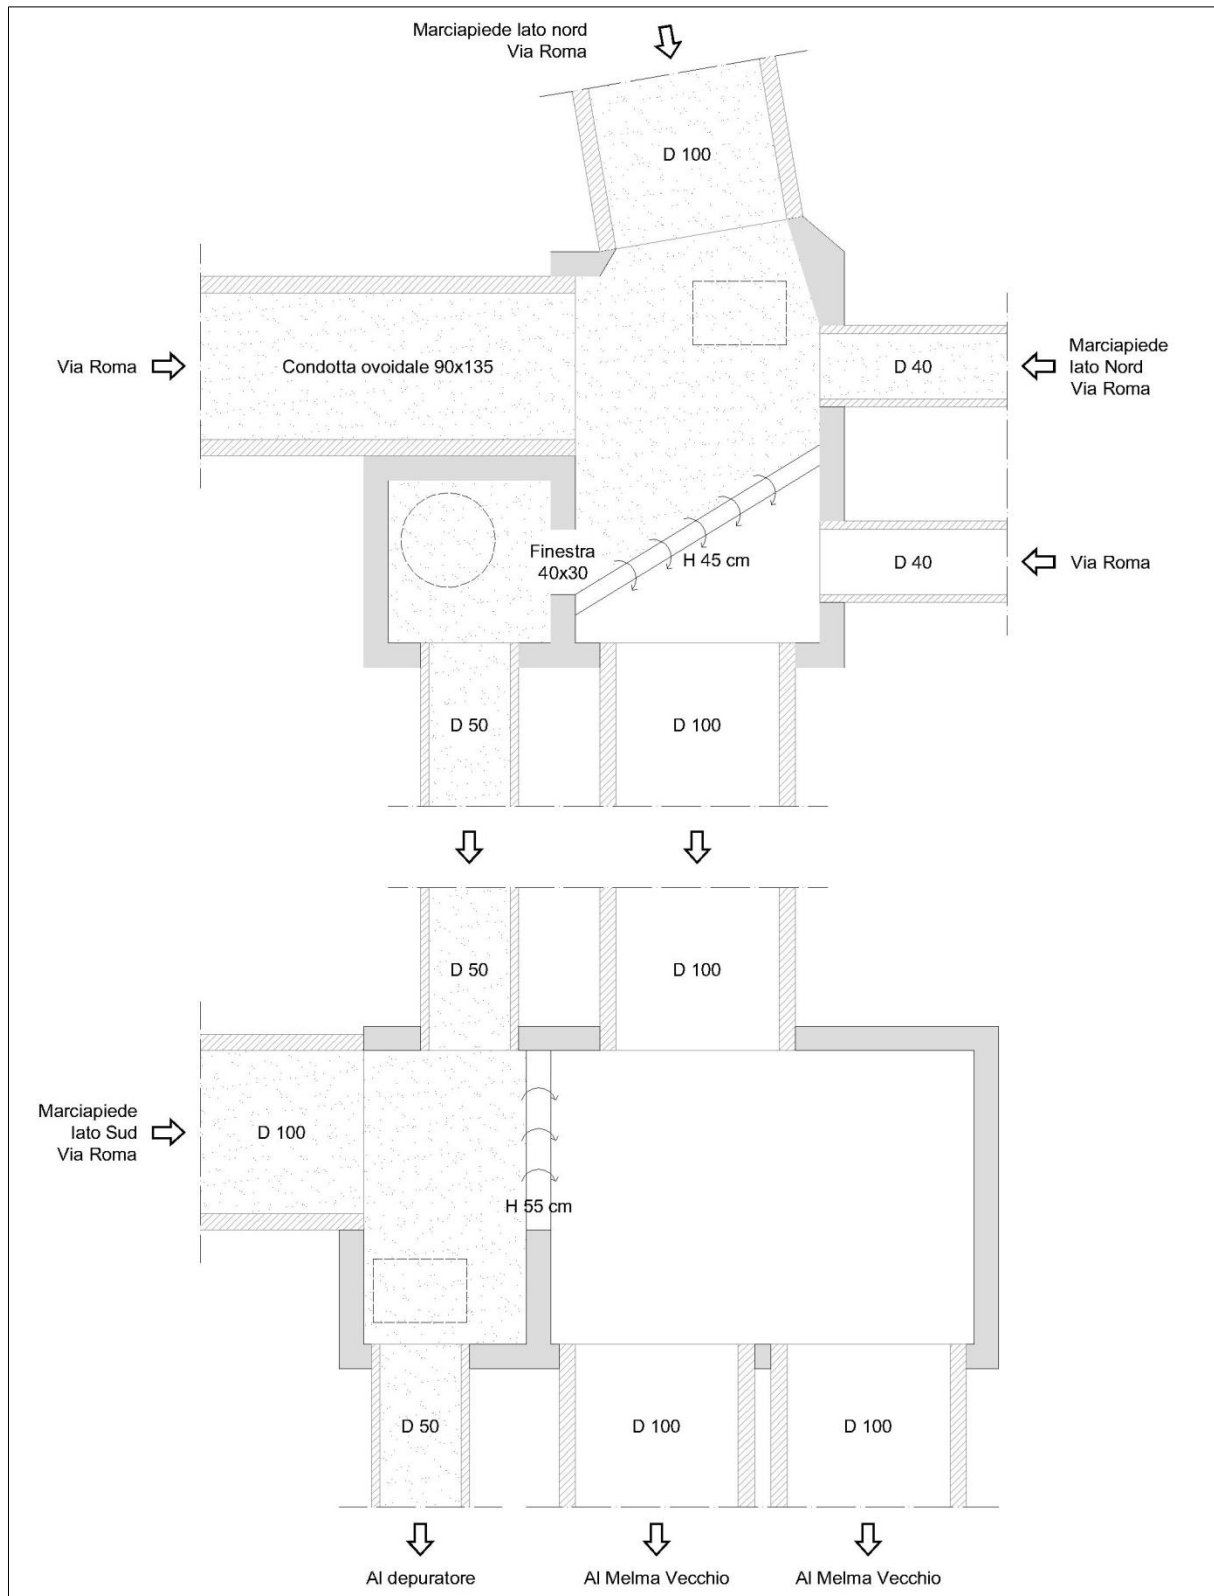 Marciapiede lato nord
Via Roma
D 100
Via Roma
Condotta ovoidale 90x135
D 40
Marciapiede
lato Nord
Via Roma
Finestra
40x30
H 45 cm
D 40
Via Roma
D 50
D 100
D 50
D 100
Marciapiede
lato Sud
Via Roma
D 100
H 55 cm
D 50
D 100
D 100
Al depuratore
Al Melma Vecchio
Al Melma Vecchio